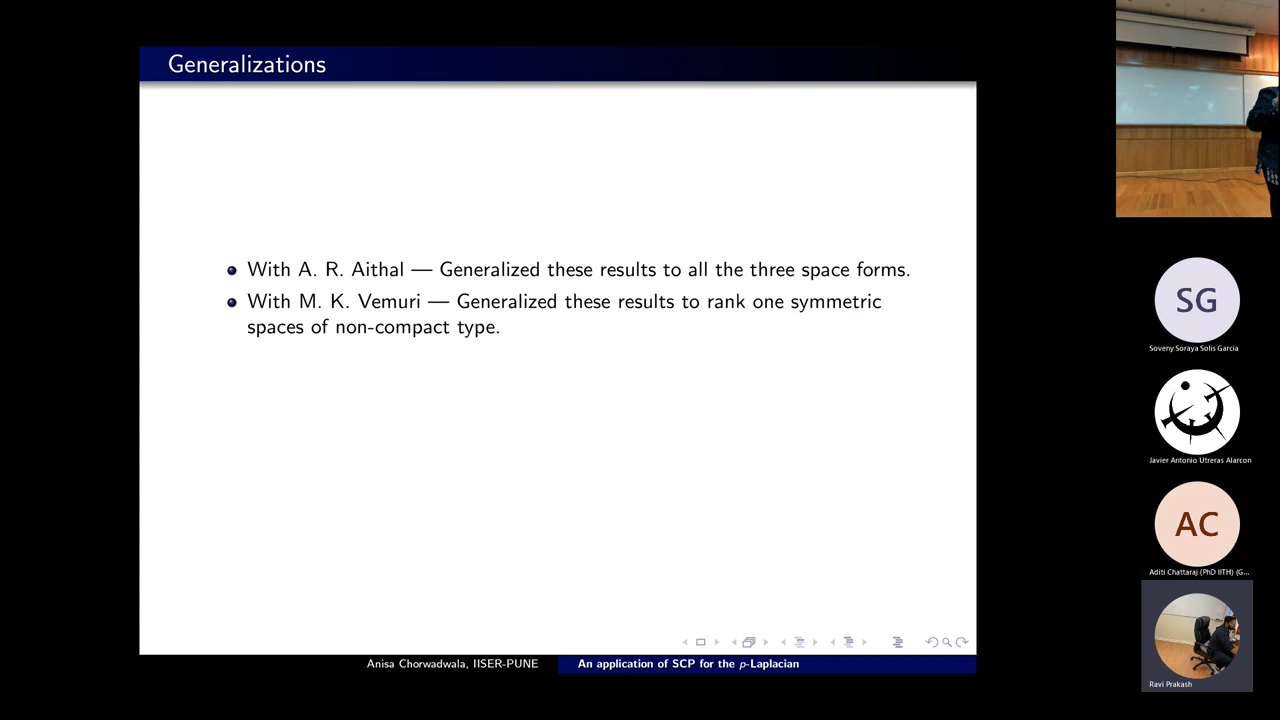 Generalizations
With A. R. Aithal — Generalized these results to all the three space forms.
With M. K. Vemuri — Generalized these results to rank one symmetric
spaces of non-compact type.
Anisa Chorwadwala, IISER-PUNE
An application of SCP for the p-Laplacian
SG
Soveny Soraya Solis Garcia
Javier Antonio Utreras Alarcon
AC
Aditi Chattaraj (PhD IITH) (G...
Ravi Prakash